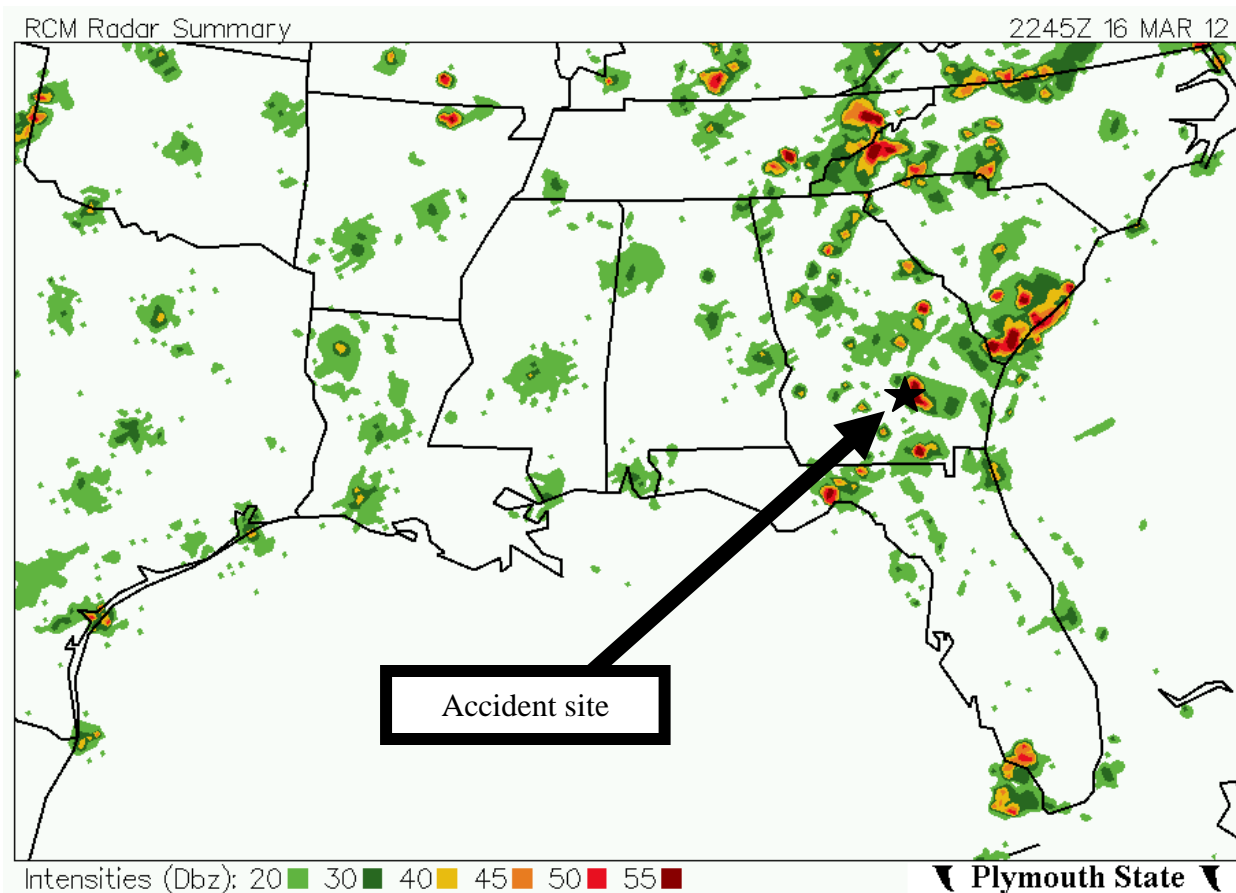 RCM Radar Summary 2245Z 16 MAR 12
Accident site
Intensities (Dbz): 20 30 40 45 50 55 Plymouth State